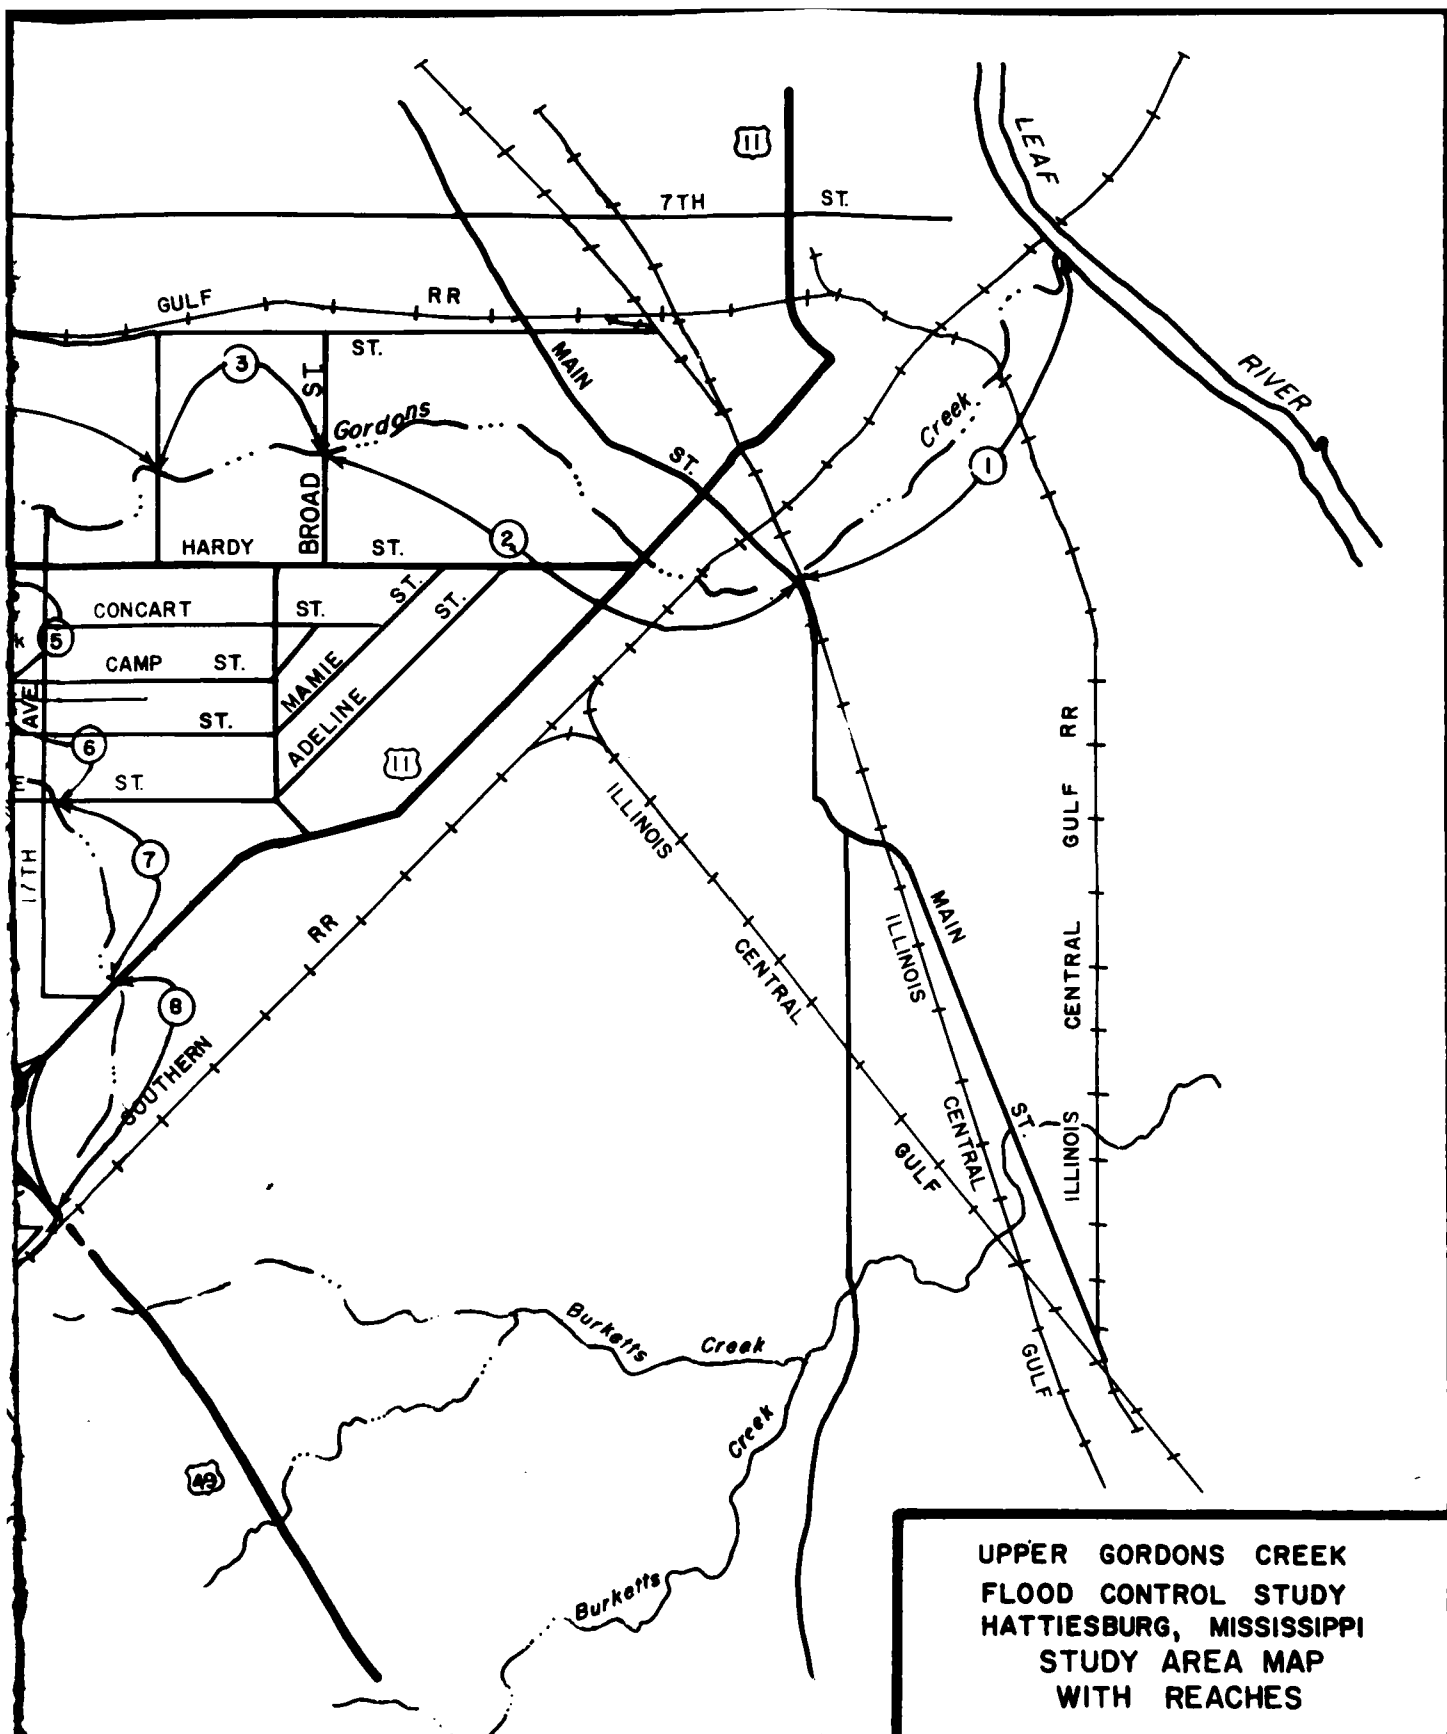 11
LEAF
7TH ST.
GULF RR
RIVER
ST.
MAIN
3
ST.
Gordons
Creek
ST.
1
BROAD
2
HARDY ST.
CONCART ST.
ST.
ST.
k
5
CAMP ST.
MAMIE
AVE
ST.
ADELINE
6
11
E
ST.
ILLINOIS
ILLINOIS CENTRAL GULF RR
7
17TH
MAIN
RR
ILLINOIS
CENTRAL
8
SOUTHERN
CENTRAL
ST.
GULF
Burketts Creek
GULF
Creek
49
Burketts
UPPER GORDONS CREEK
FLOOD CONTROL STUDY
HATTIESBURG, MISSISSIPPI
STUDY AREA MAP
WITH REACHES